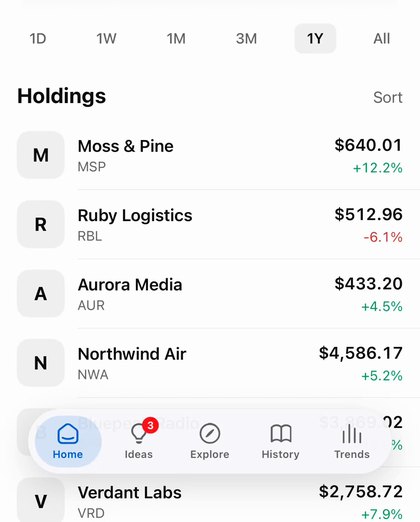 1D 1W 1M 3M 1Y All
Holdings Sort
M Moss & Pine $640.01
MSP +12.2%
R Ruby Logistics $512.96
RBL -6.1%
A Aurora Media $433.20
AUR +4.5%
N Northwind Air $4,586.17
NWA +5.2%
Radio
3
Home Ideas Explore History Trends
V Verdant Labs $2,758.72
VRD +7.9%